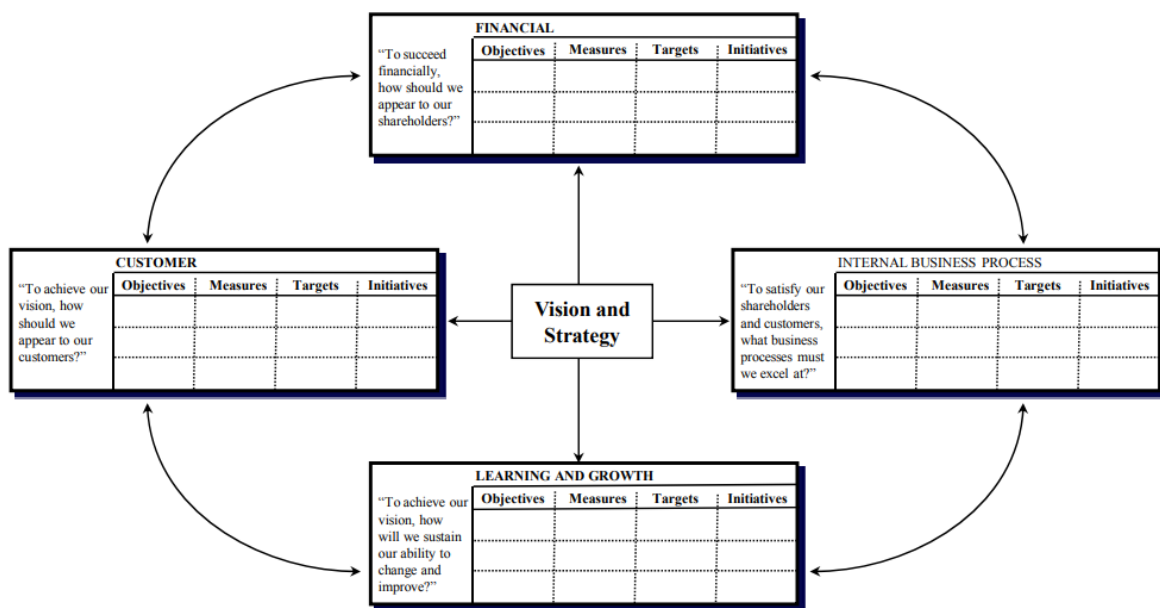 FINANCIAL
Objectives Measures Targets Initiatives
“To succeed
financially,
how should we
appear to our
shareholders?”
CUSTOMER
Objectives Measures Targets Initiatives
“To achieve our
vision, how
should we
appear to our
customers?”
Vision and
Strategy
INTERNAL BUSINESS PROCESS
Objectives Measures Targets Initiatives
“To satisfy our
shareholders
and customers,
what business
processes must
we excel at?”
LEARNING AND GROWTH
Objectives Measures Targets Initiatives
“To achieve our
vision, how
will we sustain
our ability to
change and
improve?”